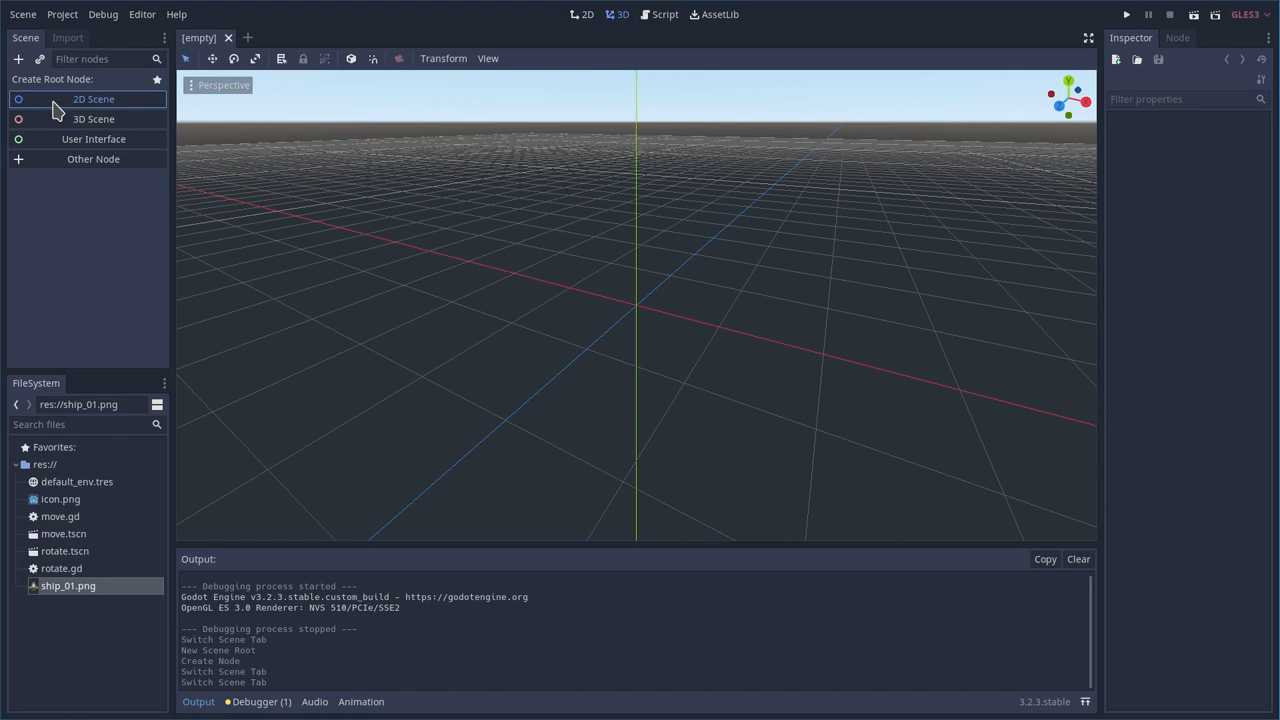 Scene Project Debug Editor Help 2D 3D Script AssetLib GLES3
Scene Import [empty] Inspector Node
Filter nodes Transform View
Create Root Node: Perspective Y
2D Scene Filter properties
X
Z
3D Scene
User Interface
Other Node
FileSystem
res://ship_01.png
Search files
Favorites:
res://
default_env.tres
icon.png
move.gd
move.tscn
rotate.tscn
rotate.gd
ship_01.png
Output: Copy Clear
--- Debugging process started ---
Godot Engine v3.2.3.stable.custom_build - https://godotengine.org
OpenGL ES 3.0 Renderer: NVS 510/PCIe/SSE2
--- Debugging process stopped ---
Switch Scene Tab
New Scene Root
Create Node
Switch Scene Tab
Switch Scene Tab
Output Debugger (1) Audio Animation 3.2.3.stable